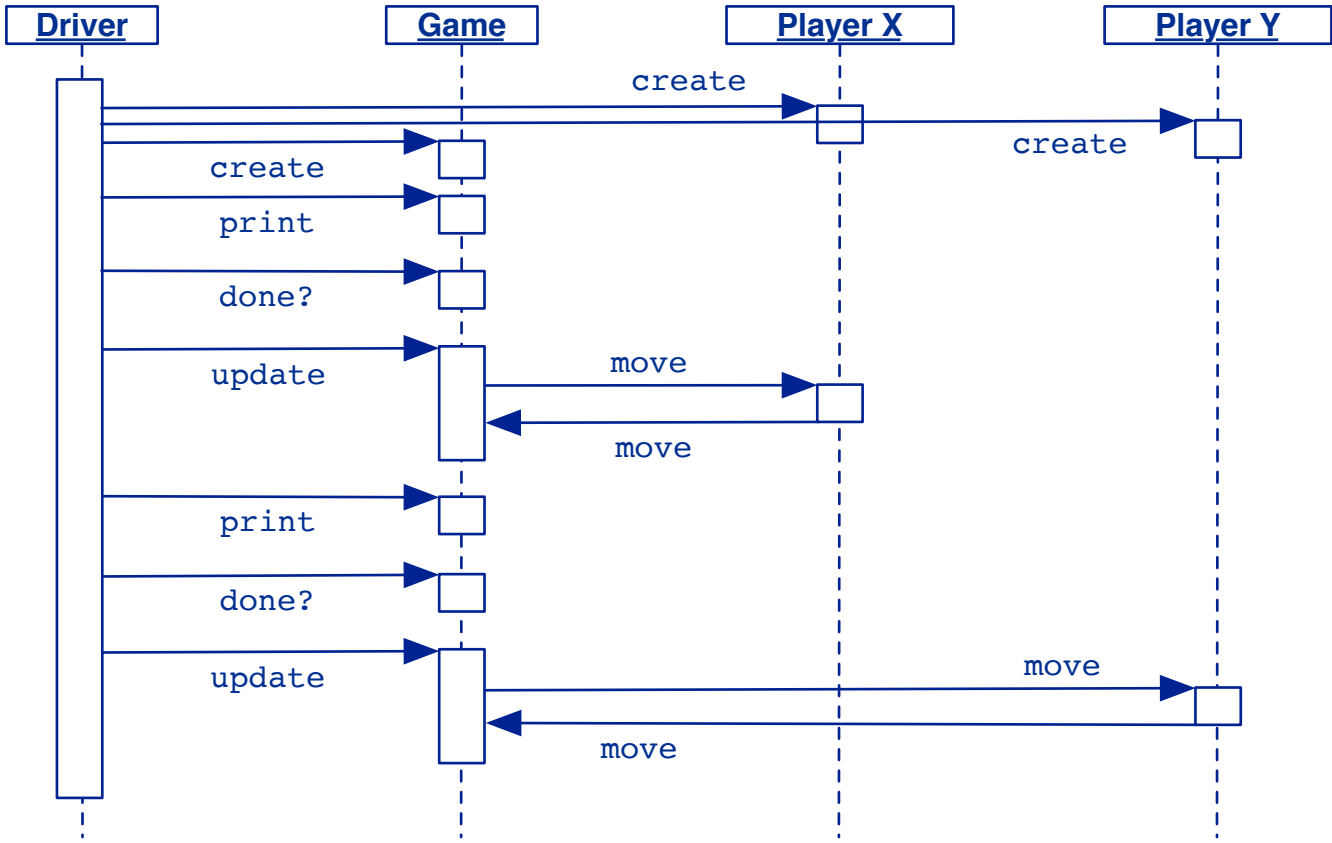 Driver
Game
Player X
Player Y
create
create
create
print
done?
update
move
move
print
done?
update
move
move